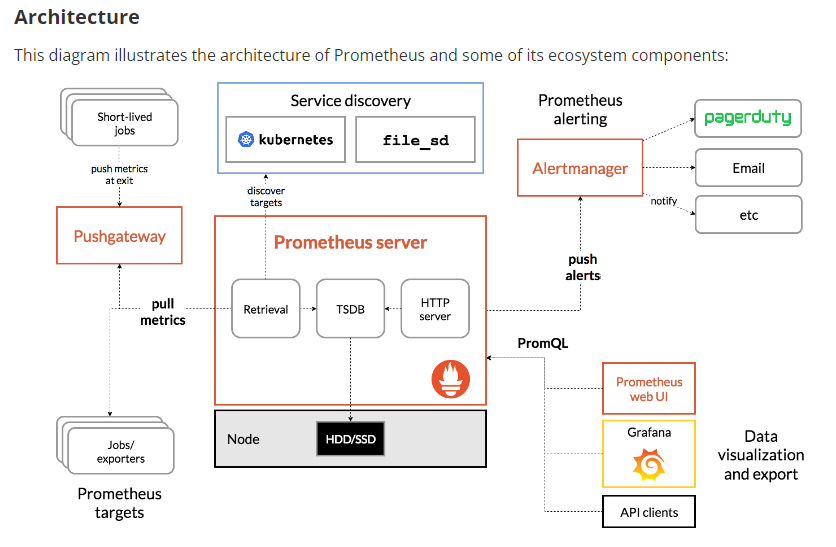 Architecture
This diagram illustrates the architecture of Prometheus and some of its ecosystem components:
Short-lived
jobs
push metrics
at exit
Pushgateway
pull
metrics
Jobs/
exporters
Prometheus
targets
Service discovery
kubernetes
file_sd
discover
targets
Prometheus server
Retrieval
TSDB
HTTP
server
Node
HDD/SSD
Prometheus
alerting
Alertmanager
pagerduty
Email
etc
notify
push
alerts
PromQL
Prometheus
web UI
Grafana
API clients
Data
visualization
and export